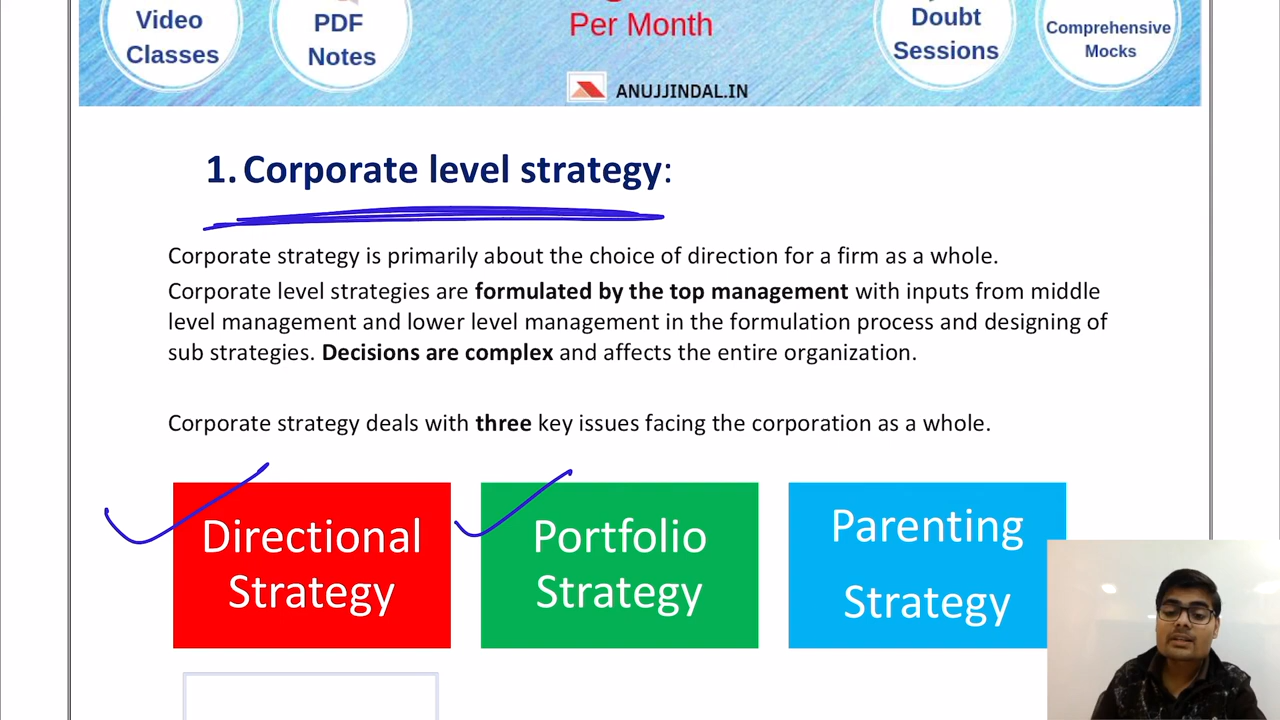 Video
Classes
PDF
Notes
Per Month
Doubt
Sessions
Comprehensive
Mocks
ANUJJINDAL.IN
1. Corporate level strategy:
Corporate strategy is primarily about the choice of direction for a firm as a whole.
Corporate level strategies are formulated by the top management with inputs from middle
level management and lower level management in the formulation process and designing of
sub strategies. Decisions are complex and affects the entire organization.
Corporate strategy deals with three key issues facing the corporation as a whole.
Directional
Strategy
Portfolio
Strategy
Parenting
Strategy